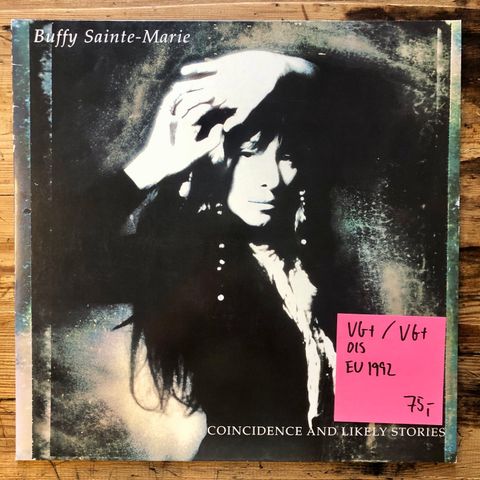 Buffy Sainte-Marie
VG+ / VG+
OIS
EU 1992
75,-
COINCIDENCE AND LIKELY STORIES